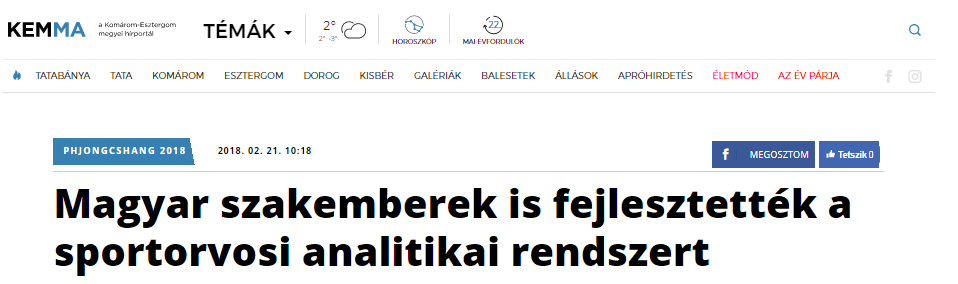 KEMMA
a Komárom-Esztergom
megyei hírportál
TÉMÁK
2°
2° -3°
HOROSZKÓP
22
MAI ÉVFORDULÓK
TATABÁNYA TATA KOMÁROM ESZTERGOM DOROG KISBÉR GALÉRIÁK BALESETEK ÁLLÁSOK APRÓHIRDETÉS ÉLETMÓD AZ ÉV PÁRJA
PHJONGCSHANG 2018 2018. 02. 21. 10:18
MEGOSZTOM Tetszik 0
Magyar szakemberek is fejlesztették a
sportorvosi analitikai rendszert